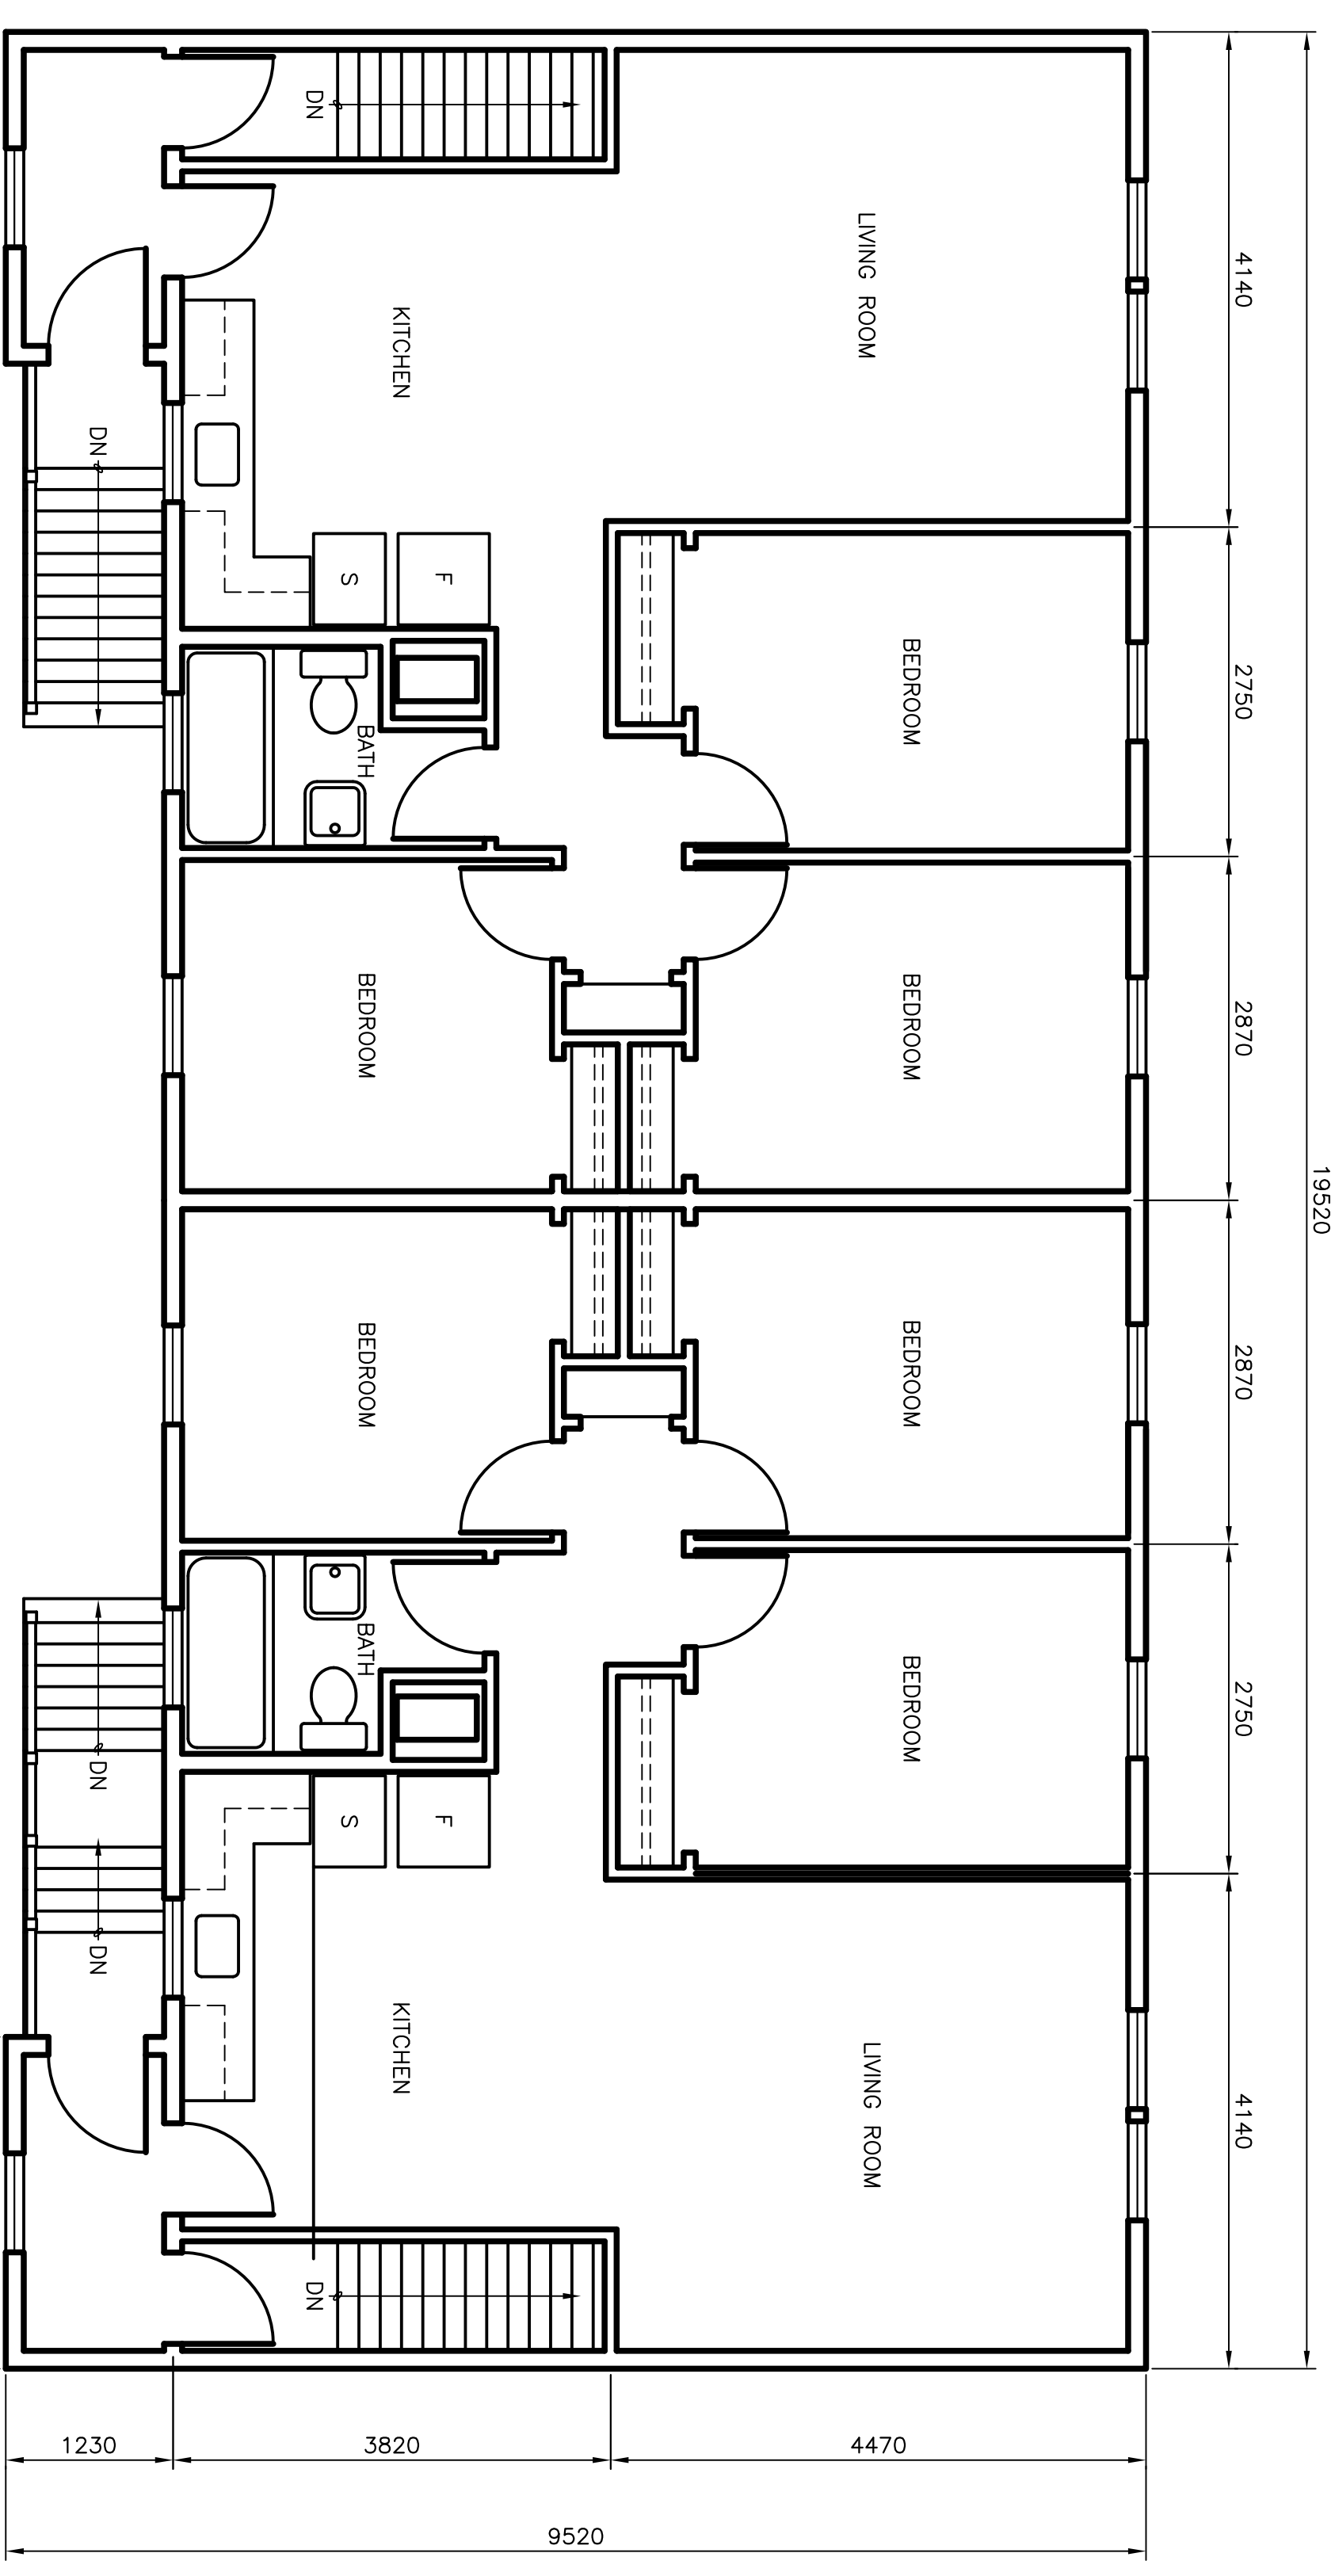 19520
4140
2750
2870
2870
2750
4140
LIVING ROOM
BEDROOM
BEDROOM
BEDROOM
BEDROOM
LIVING ROOM
F
F
KITCHEN
KITCHEN
BATH
BEDROOM
BEDROOM
BATH
S
S
DN
DN
DN
DN
DN
4470
3820
1230
9520